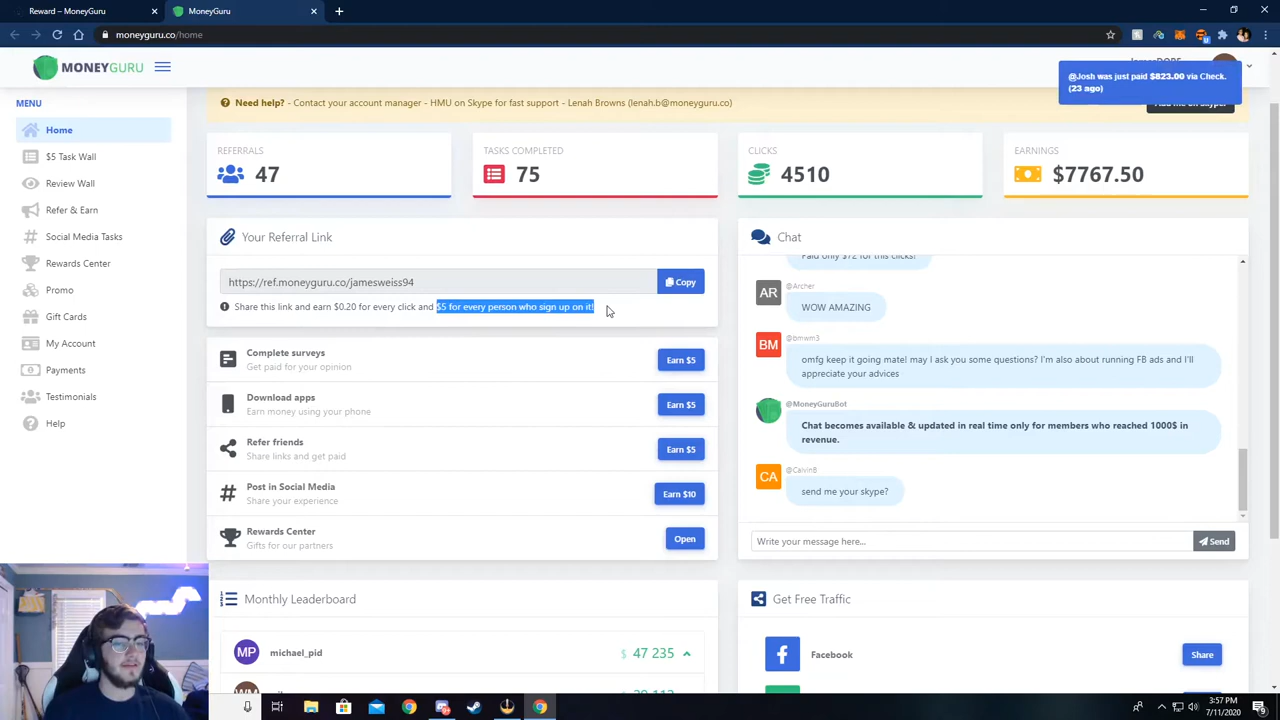 Reward – MoneyGuru
MoneyGuru
moneyguru.co/home
MONEYGURU
@Josh was just paid $823.00 via Check.
(23 ago)
MENU
Home
$5 Task Wall
Review Wall
Refer & Earn
Social Media Tasks
Rewards Center
Promo
Gift Cards
My Account
Payments
Testimonials
Help
Need help? - Contact your account manager - HMU on Skype for fast support - Lenah Browns (lenah.b@moneyguru.co)
REFERRALS
47
TASKS COMPLETED
75
CLICKS
4510
EARNINGS
$7767.50
Your Referral Link
https://ref.moneyguru.co/jamesweiss94
Copy
Share this link and earn $0.20 for every click and $5 for every person who sign up on it!
Complete surveys
Get paid for your opinion
Earn $5
Download apps
Earn money using your phone
Earn $5
Refer friends
Share links and get paid
Earn $5
Post in Social Media
Share your experience
Earn $10
Rewards Center
Gifts for our partners
Open
Chat
Paid only $72 for this clicks!
@Archer
AR
WOW AMAZING
@bmwm3
BM
omfg keep it going mate! may I ask you some questions? I'm also about running FB ads and I'll
appreciate your advices
@MoneyGuruBot
Chat becomes available & updated in real time only for members who reached 1000$ in
revenue.
@CalvinB
CA
send me your skype?
Write your message here...
Send
Monthly Leaderboard
MP
michael_pid
$ 47 235
Get Free Traffic
Facebook
Share
3:57 PM
7/11/2020